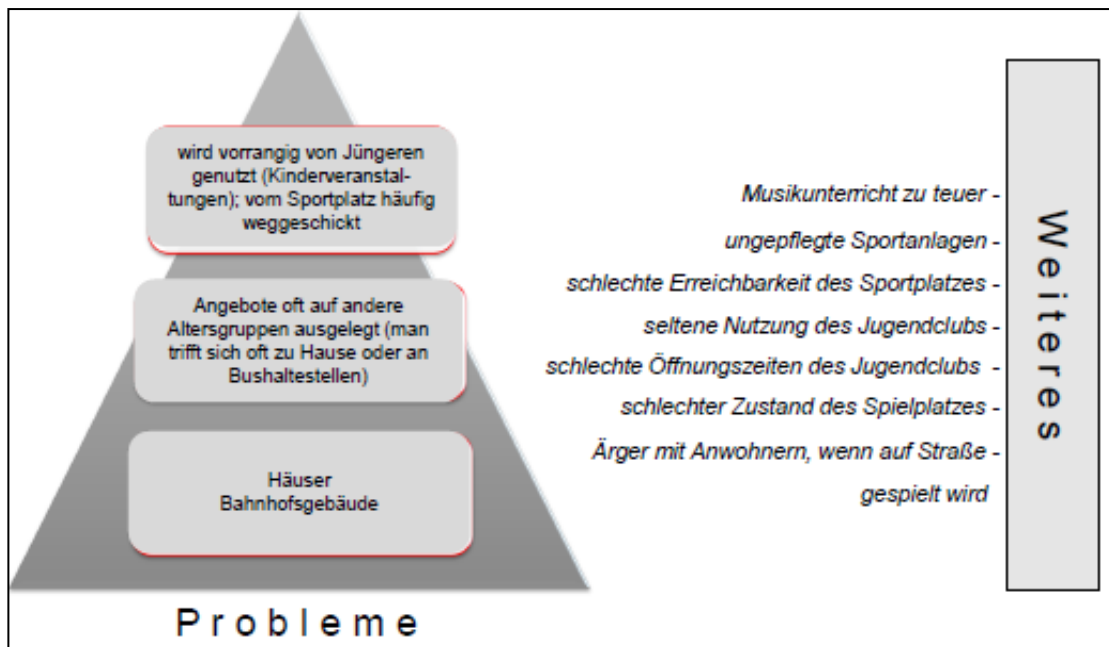 wird vorrangig von Jüngeren
genutzt (Kinderveranstal-
tungen); vom Sportplatz häufig
weggeschickt
Angebote oft auf andere
Altersgruppen ausgelegt (man
trifft sich oft zu Hause oder an
Bushaltestellen)
Häuser
Bahnhofsgebäude
Probleme
Musikunterricht zu teuer -
ungepflegte Sportanlagen -
schlechte Erreichbarkeit des Sportplatzes -
seltene Nutzung des Jugendclubs -
schlechte Öffnungszeiten des Jugendclubs -
schlechter Zustand des Spielplatzes -
Ärger mit Anwohnern, wenn auf Straße -
gespielt wird
Weiteres